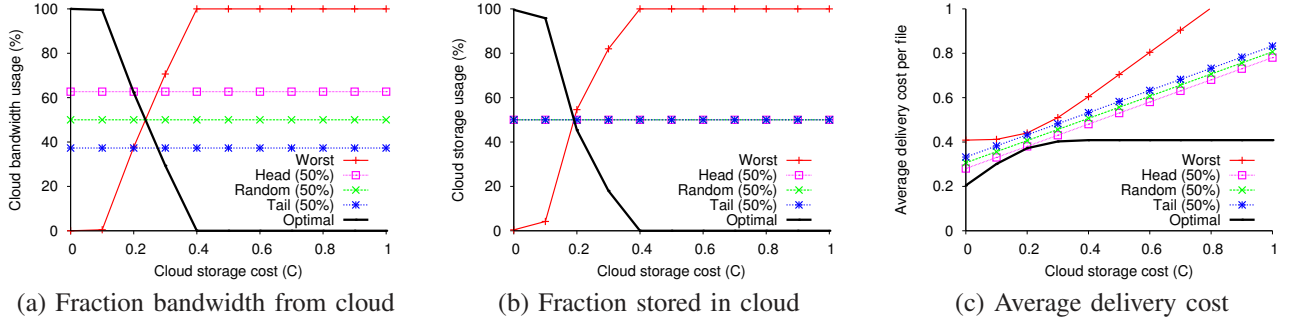 Cloud bandwidth usage (%)
100
80
60
40
20
0
Worst
Head (50%)
Random (50%)
Tail (50%)
Optimal
0 0.2 0.4 0.6 0.8 1
Cloud storage cost (C)
(a) Fraction bandwidth from cloud
Cloud storage usage (%)
100
80
60
40
20
0
Worst
Head (50%)
Random (50%)
Tail (50%)
Optimal
0 0.2 0.4 0.6 0.8 1
Cloud storage cost (C)
(b) Fraction stored in cloud
Average delivery cost per file
1
0.8
0.6
0.4
0.2
0
Worst
Head (50%)
Random (50%)
Tail (50%)
Optimal
0 0.2 0.4 0.6 0.8 1
Cloud storage cost (C)
(c) Average delivery cost